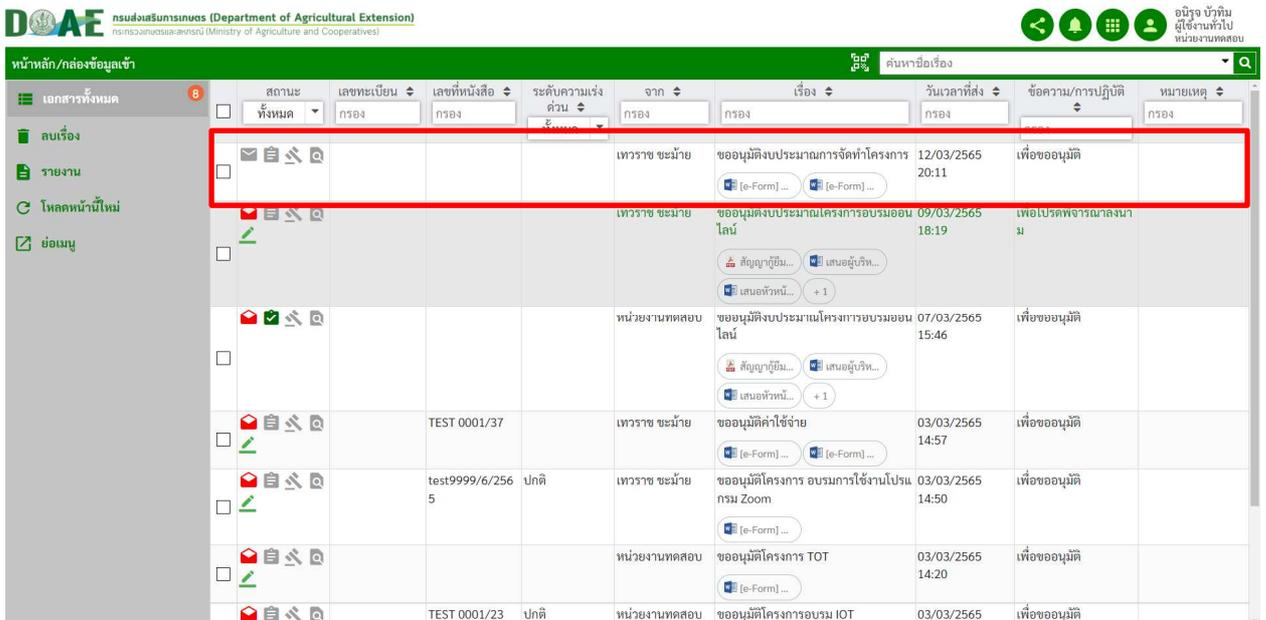 DOAE กรมส่งเสริมการเกษตร (Department of Agricultural Extension)
กระทรวงเกษตรและสหกรณ์ (Ministry of Agriculture and Cooperatives)
อนิรุจ บัวทิม
ผู้ใช้งานทั่วไป
หน่วยงานทดสอบ
หน้าหลัก/กล่องข้อมูลเข้า
ค้นหาชื่อเรื่อง
เอกสารทั้งหมด 8
ลบเรื่อง
รายงาน
โหลดหน้านี้ใหม่
ย่อเมนู
สถานะ เลขทะเบียน เลขที่หนังสือ ระดับความเร่งด่วน จาก เรื่อง วันเวลาที่ส่ง ข้อความ/การปฏิบัติ หมายเหตุ
ทั้งหมด กรอง กรอง ทั้งหมด กรอง กรอง กรอง กรอง กรอง
เทวราช ชะม้าย ขออนุมัติงบประมาณการจัดทำโครงการ 12/03/2565 เพื่อขออนุมัติ
20:11
[e-Form] ... [e-Form] ...
เทวราช ชะม้าย ขออนุมัติงบประมาณโครงการอบรมออน 09/03/2565 เพื่อโปรดพิจารณาลงนา
ไลน์ 18:19 ม
สัญญากู้ยืม... เสนอผู้บริห...
เสนอหัวหน้... + 1
หน่วยงานทดสอบ ขออนุมัติงบประมาณโครงการอบรมออน 07/03/2565 เพื่อขออนุมัติ
ไลน์ 15:46
สัญญากู้ยืม... เสนอผู้บริห...
เสนอหัวหน้... + 1
TEST 0001/37 เทวราช ชะม้าย ขออนุมัติค่าใช้จ่าย 03/03/2565 เพื่อขออนุมัติ
14:57
[e-Form] ... [e-Form] ...
test9999/6/256 ปกติ เทวราช ชะม้าย ขออนุมัติโครงการ อบรมการใช้งานโปรแ 03/03/2565 เพื่อขออนุมัติ
5 กรม Zoom 14:50
[e-Form] ...
หน่วยงานทดสอบ ขออนุมัติโครงการ TOT 03/03/2565 เพื่อขออนุมัติ
14:20
[e-Form] ...
TEST 0001/23 ปกติ หน่วยงานทดสอบ ขออนุมัติโครงการอบรม IOT 03/03/2565 เพื่อขออนุมัติ